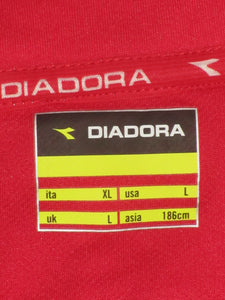 DIADORA
DIADORA
ita XL usa L
uk L asia 186cm